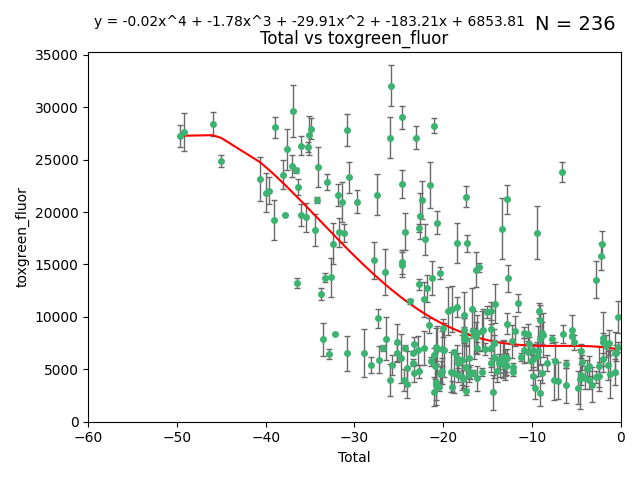 y = -0.02x^4 + -1.78x^3 + -29.91x^2 + -183.21x + 6853.81 N = 236
Total vs toxgreen_fluor
35000
30000
25000
20000
15000
10000
5000
0
toxgreen_fluor
−60 −50 −40 −30 −20 −10 0
Total